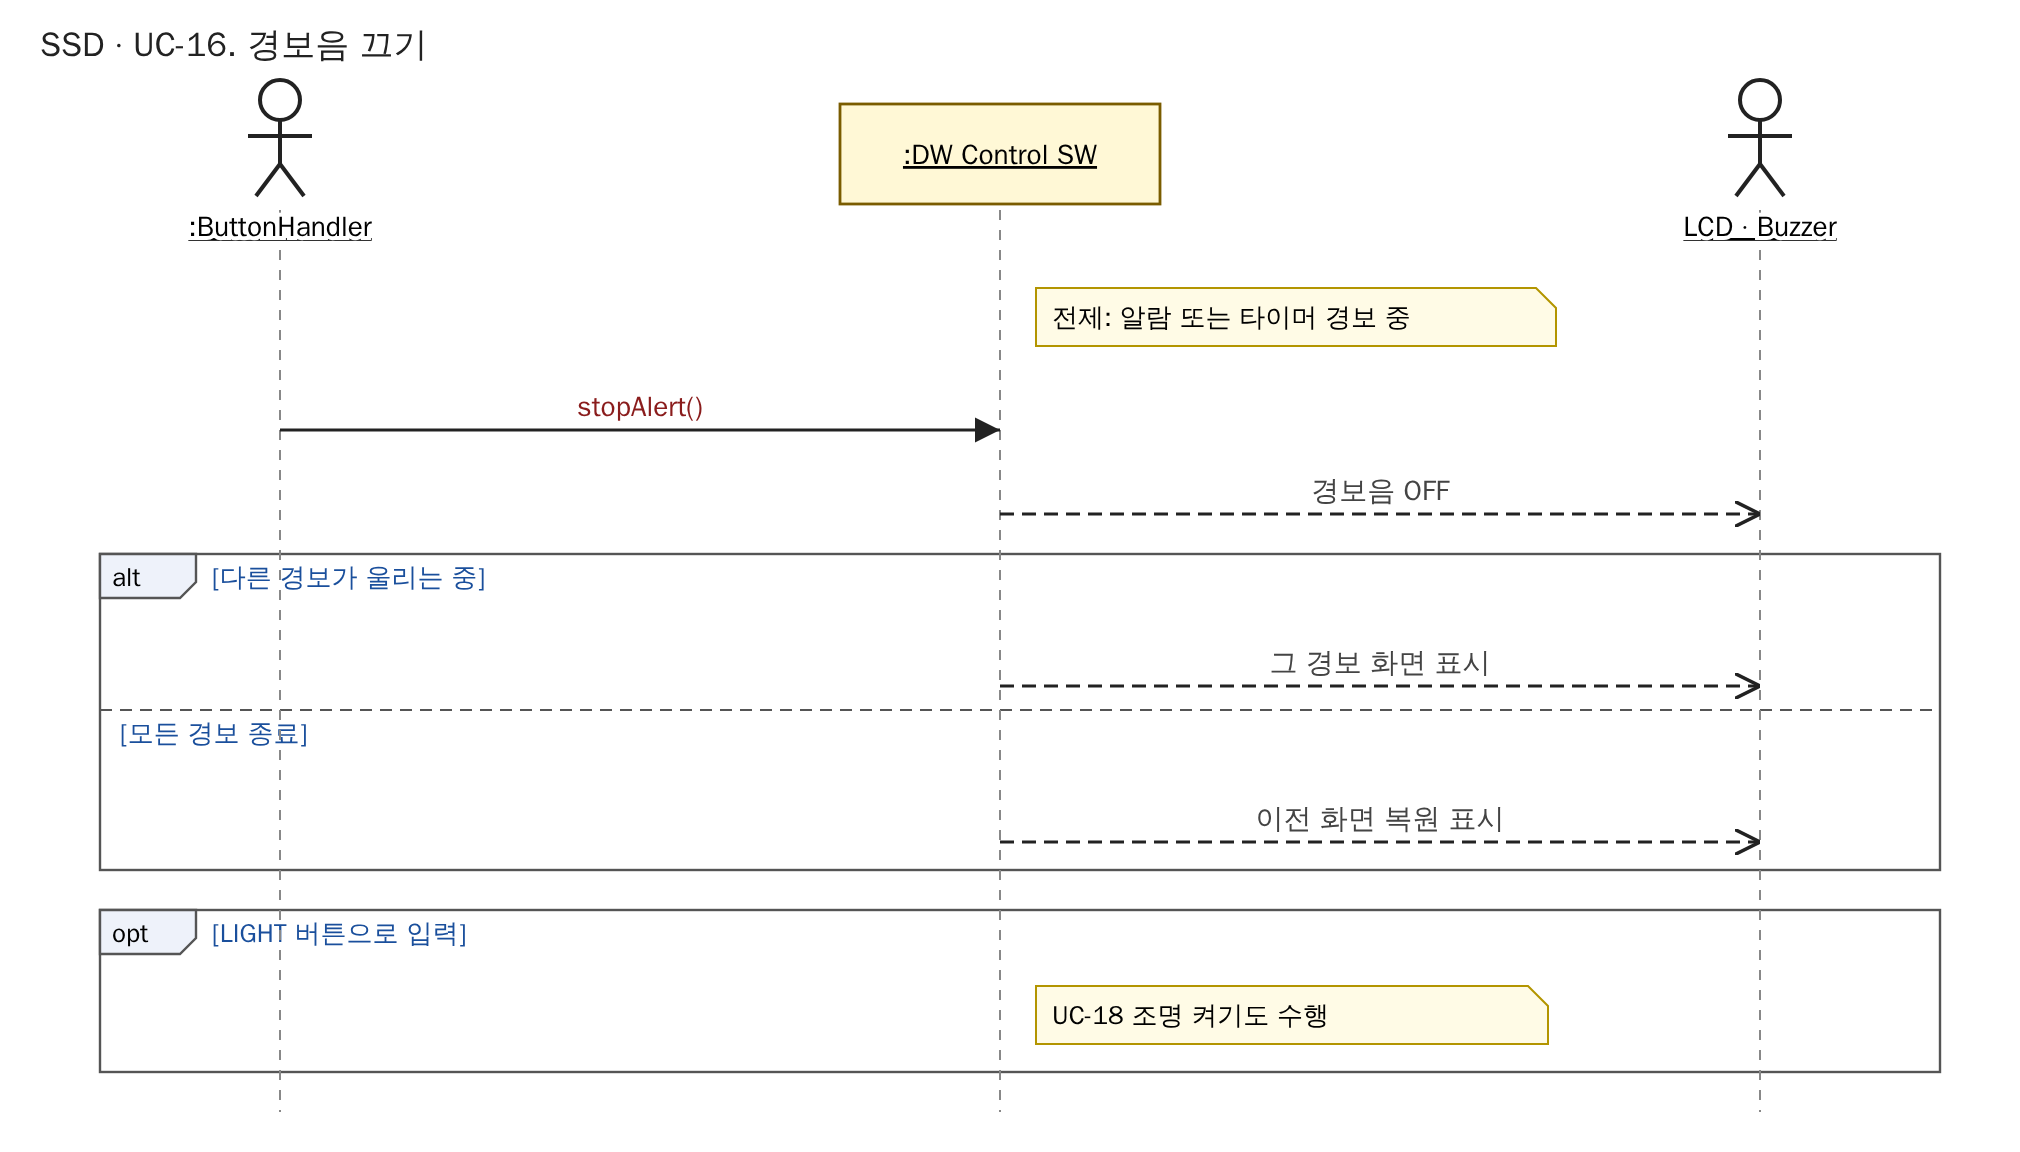 SSD · UC-16. 경보음 끄기
:ButtonHandler
:DW Control SW
LCD · Buzzer
전제: 알람 또는 타이머 경보 중
stopAlert()
경보음 OFF
alt [다른 경보가 울리는 중]
그 경보 화면 표시
[모든 경보 종료]
이전 화면 복원 표시
opt [LIGHT 버튼으로 입력]
UC-18 조명 켜기도 수행